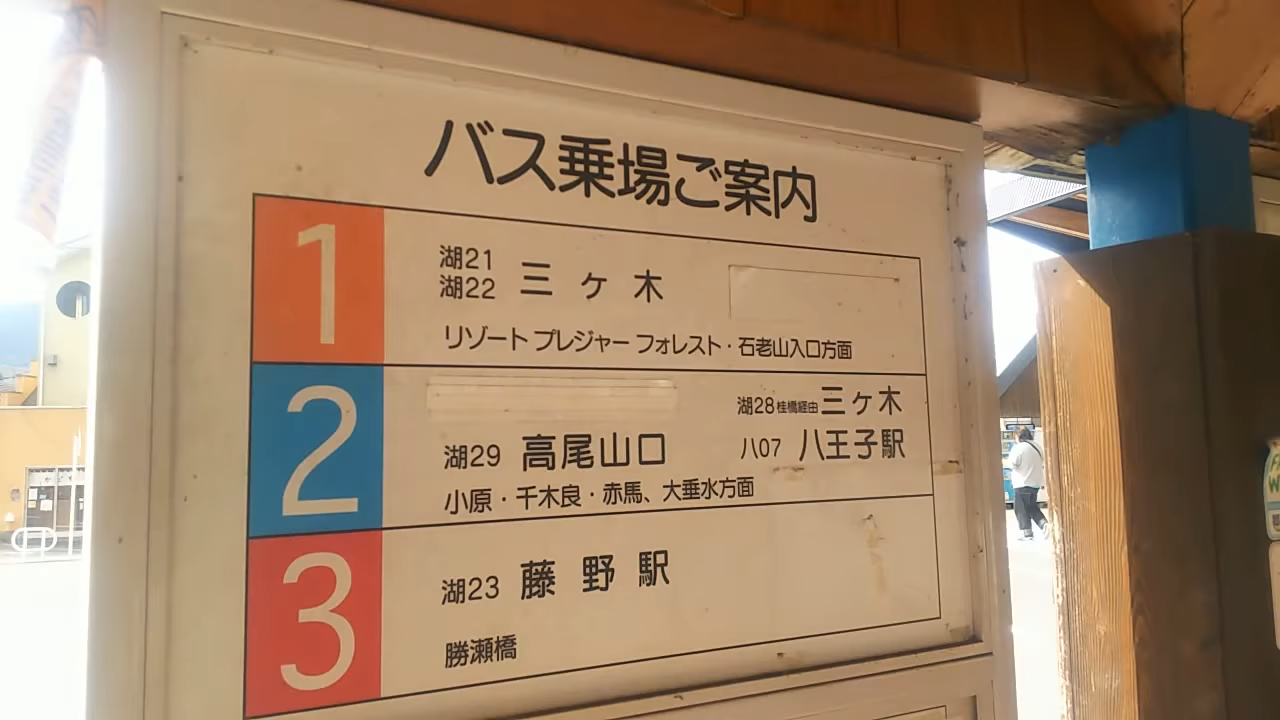 バス乗場ご案内
1
湖21
湖22
三ヶ木
リゾート プレジャー フォレスト・石老山入口方面
2
湖28桂橋経由三ヶ木
湖29 高尾山口
八07 八王子駅
小原・千木良・赤馬、大垂水方面
3
湖23 藤野駅
勝瀬橋